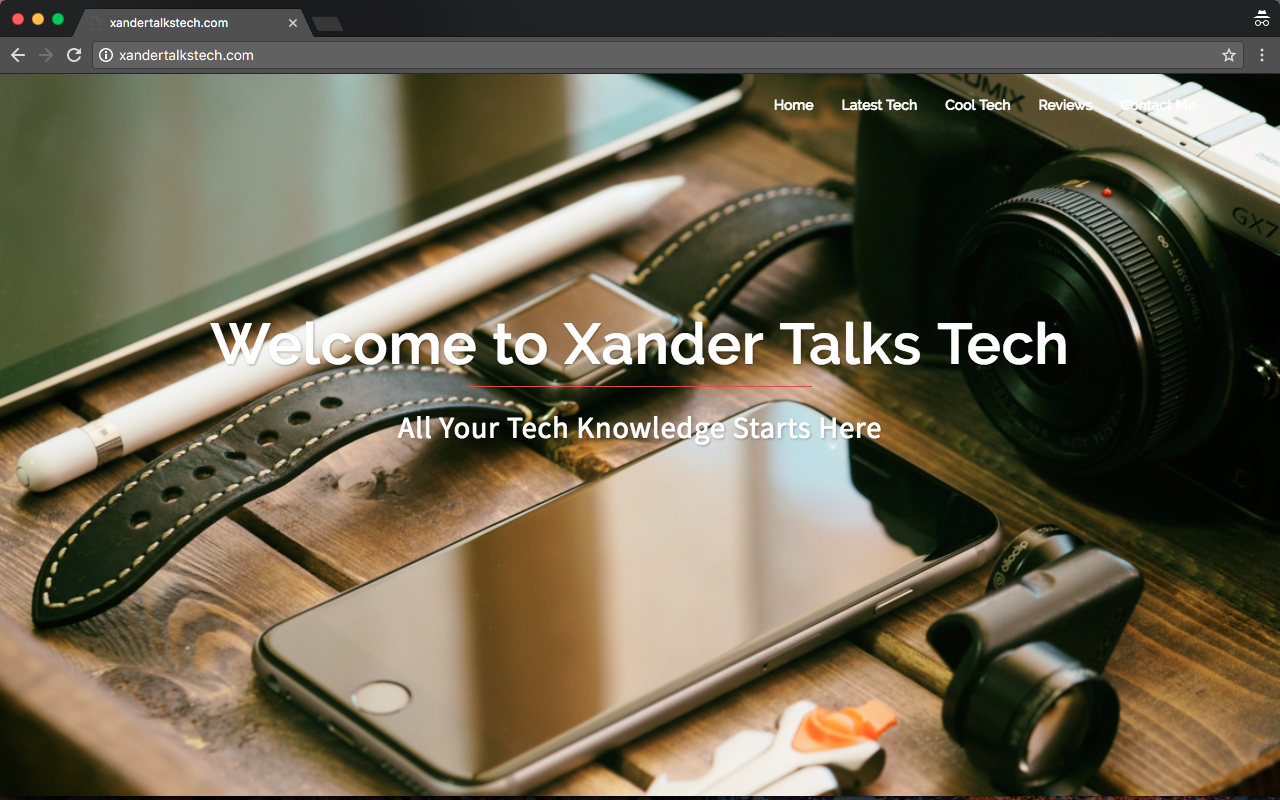 xandertalkstech.com
xandertalkstech.com
Home Latest Tech Cool Tech Reviews Contact Me
LUMIX
GX7
Welcome to Xander Talks Tech
All Your Tech Knowledge Starts Here
olloclip